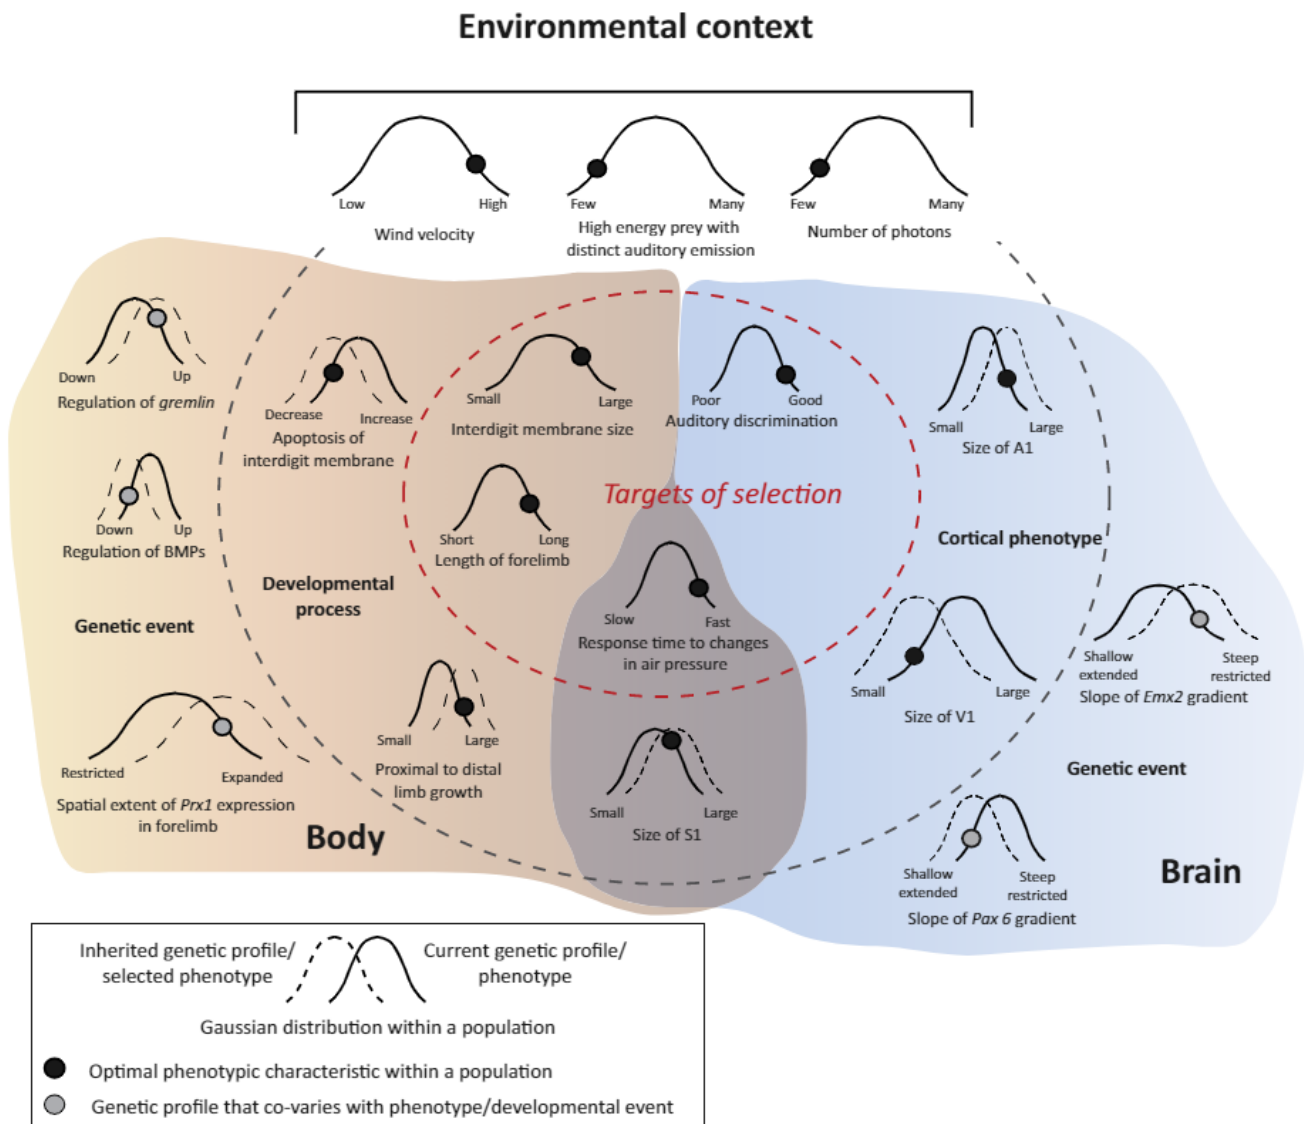 Environmental context
Low
High
Wind velocity
Few
Many
High energy prey with
distinct auditory emission
Few
Many
Number of photons
Down
Up
Regulation of gremlin
Decrease
Increase
Apoptosis of
interdigit membrane
Small
Large
Interdigit membrane size
Poor
Good
Auditory discrimination
Small
Large
Size of A1
Down
Up
Regulation of BMPs
Short
Long
Length of forelimb
Targets of selection
Cortical phenotype
Developmental
process
Genetic event
Slow
Fast
Response time to changes
in air pressure
Small
Large
Size of V1
Shallow
extended
Steep
restricted
Slope of Emx2 gradient
Restricted
Expanded
Spatial extent of Prx1 expression
in forelimb
Small
Large
Proximal to distal
limb growth
Small
Large
Size of S1
Genetic event
Body
Shallow
extended
Steep
restricted
Slope of Pax 6 gradient
Brain
Inherited genetic profile/
selected phenotype
Current genetic profile/
phenotype
Gaussian distribution within a population
Optimal phenotypic characteristic within a population
Genetic profile that co-varies with phenotype/developmental event